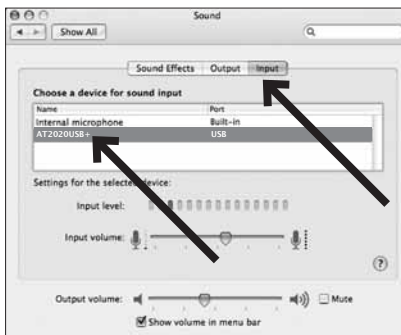 Sound
Show All
Sound Effects Output Input
Choose a device for sound input
Name Port
Internal microphone Built-in
AT2020USB+ USB
Settings for the selected device:
Input level:
Input volume:
?
Output volume: Mute
Show volume in menu bar